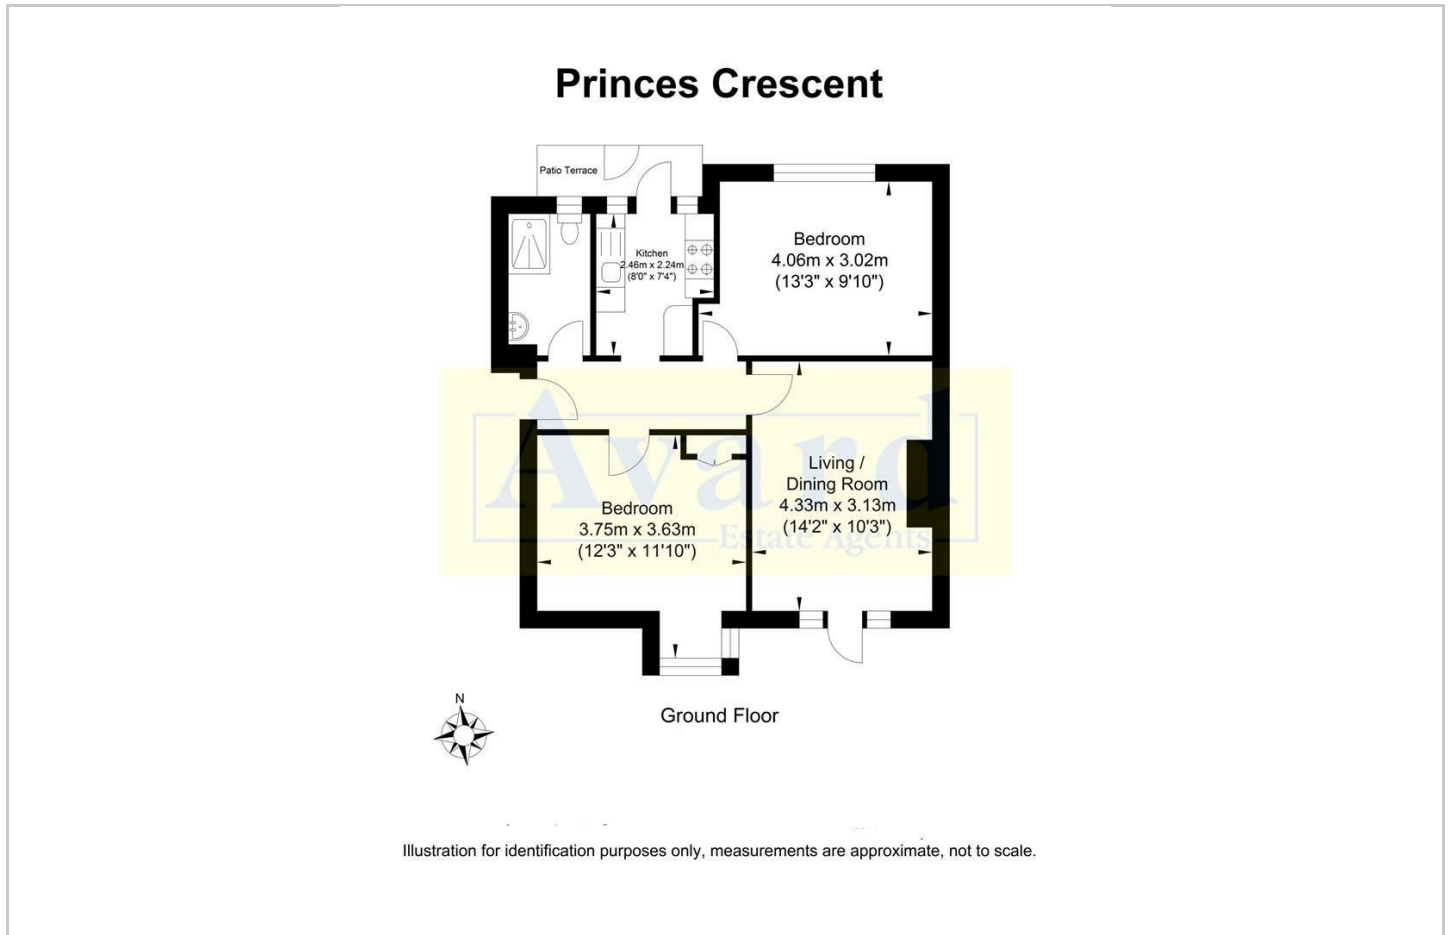 Princes Crescent
Patio Terrace
Kitchen
2.46m x 2.24m
(8'0" x 7'4")
Bedroom
4.06m x 3.02m
(13'3" x 9'10")
Living /
Dining Room
4.33m x 3.13m
(14'2" x 10'3")
Bedroom
3.75m x 3.63m
(12'3" x 11'10")
Avard
Estate Agents
N
Ground Floor
Illustration for identification purposes only, measurements are approximate, not to scale.